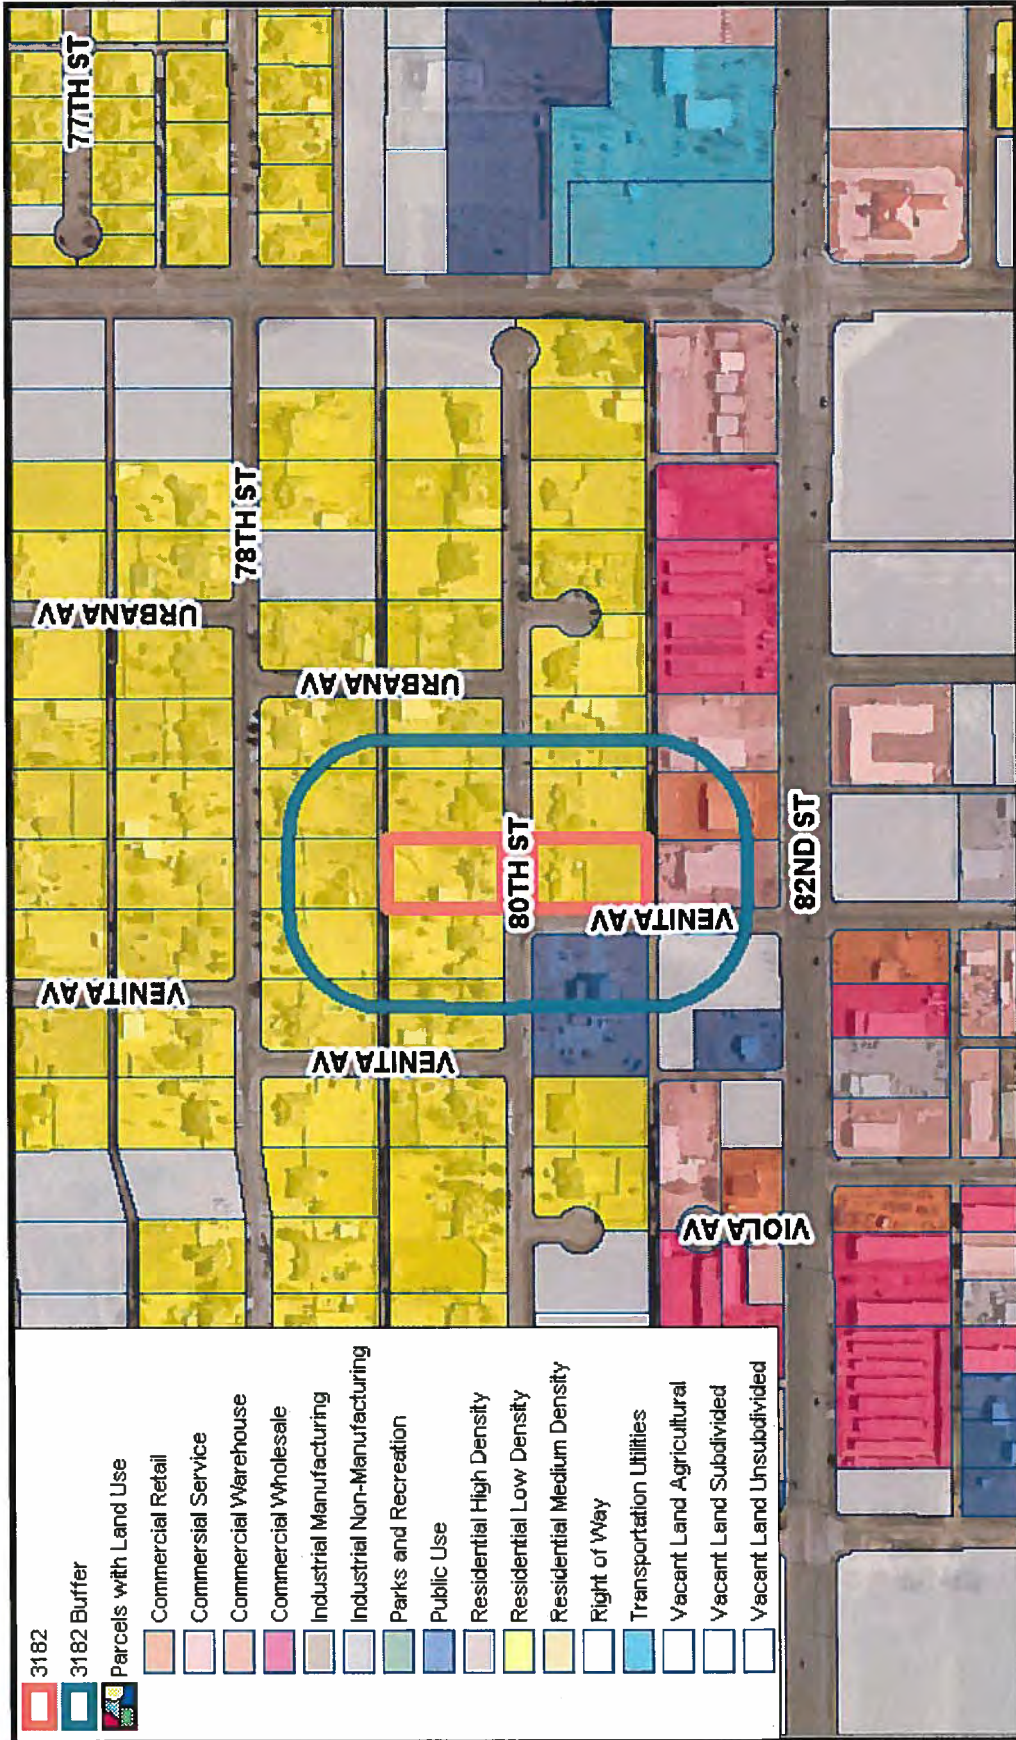 77TH ST
78TH ST
URBANA AV
URBANA AV
80TH ST
82ND ST
VENITA AV
VENITA AV
VENITA AV
VIOLA AV
3182
3182 Buffer
Parcels with Land Use
Commercial Retail
Commersial Service
Commercial Warehouse
Commercial Wholesale
Industrial Manufacturing
Industrial Non-Manufacturing
Parks and Recreation
Public Use
Residential High Density
Residential Low Density
Residential Medium Density
Right of Way
Transportation Utilities
Vacant Land Agricultural
Vacant Land Subdivided
Vacant Land Unsubdivided